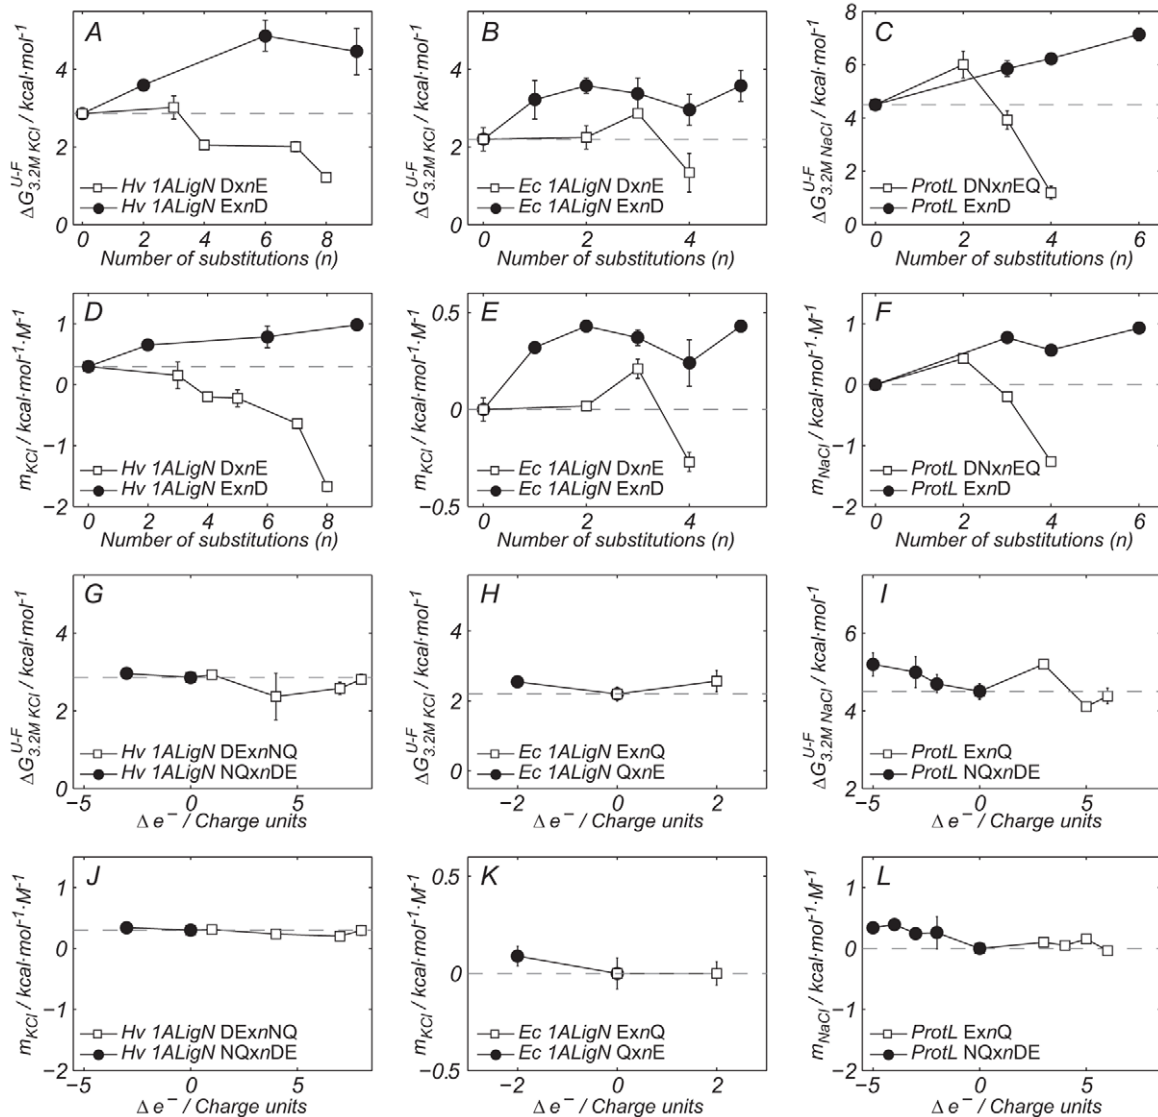 A
ΔG^{U-F}_{3.2M KCl} / kcal·mol⁻¹
4
2
0
Hv 1ALigN DxnE
Hv 1ALigN ExnD
0 2 4 6 8
Number of substitutions (n)
B
ΔG^{U-F}_{3.2M KCl} / kcal·mol⁻¹
4
2
0
Ec 1ALigN DxnE
Ec 1ALigN ExnD
0 2 4
Number of substitutions (n)
C
ΔG^{U-F}_{3.2M NaCl} / kcal·mol⁻¹
8
6
4
2
0
ProtL DNxnEQ
ProtL ExnD
0 2 4 6
Number of substitutions (n)
D
m_{KCl} / kcal·mol⁻¹·M⁻¹
1
0
−1
−2
Hv 1ALigN DxnE
Hv 1ALigN ExnD
0 2 4 6 8
Number of substitutions (n)
E
m_{KCl} / kcal·mol⁻¹·M⁻¹
0.5
0
−0.5
Ec 1ALigN DxnE
Ec 1ALigN ExnD
0 2 4
Number of substitutions (n)
F
m_{NaCl} / kcal·mol⁻¹·M⁻¹
1
0
−1
−2
ProtL DNxnEQ
ProtL ExnD
0 2 4 6
Number of substitutions (n)
G
ΔG^{U-F}_{3.2M KCl} / kcal·mol⁻¹
4
2
0
Hv 1ALigN DExnNQ
Hv 1ALigN NQxnDE
−5 0 5
Δ e⁻ / Charge units
H
ΔG^{U-F}_{3.2M KCl} / kcal·mol⁻¹
4
2
0
Ec 1ALigN ExnQ
Ec 1ALigN QxnE
−2 0 2
Δ e⁻ / Charge units
I
ΔG^{U-F}_{3.2M NaCl} / kcal·mol⁻¹
6
4
2
ProtL ExnQ
ProtL NQxnDE
−5 0 5
Δ e⁻ / Charge units
J
m_{KCl} / kcal·mol⁻¹·M⁻¹
1
0
−1
−2
Hv 1ALigN DExnNQ
Hv 1ALigN NQxnDE
−5 0 5
Δ e⁻ / Charge units
K
m_{KCl} / kcal·mol⁻¹·M⁻¹
0.5
0
−0.5
Ec 1ALigN ExnQ
Ec 1ALigN QxnE
−2 0 2
Δ e⁻ / Charge units
L
m_{NaCl} / kcal·mol⁻¹·M⁻¹
1
0
−1
−2
ProtL ExnQ
ProtL NQxnDE
−5 0 5
Δ e⁻ / Charge units